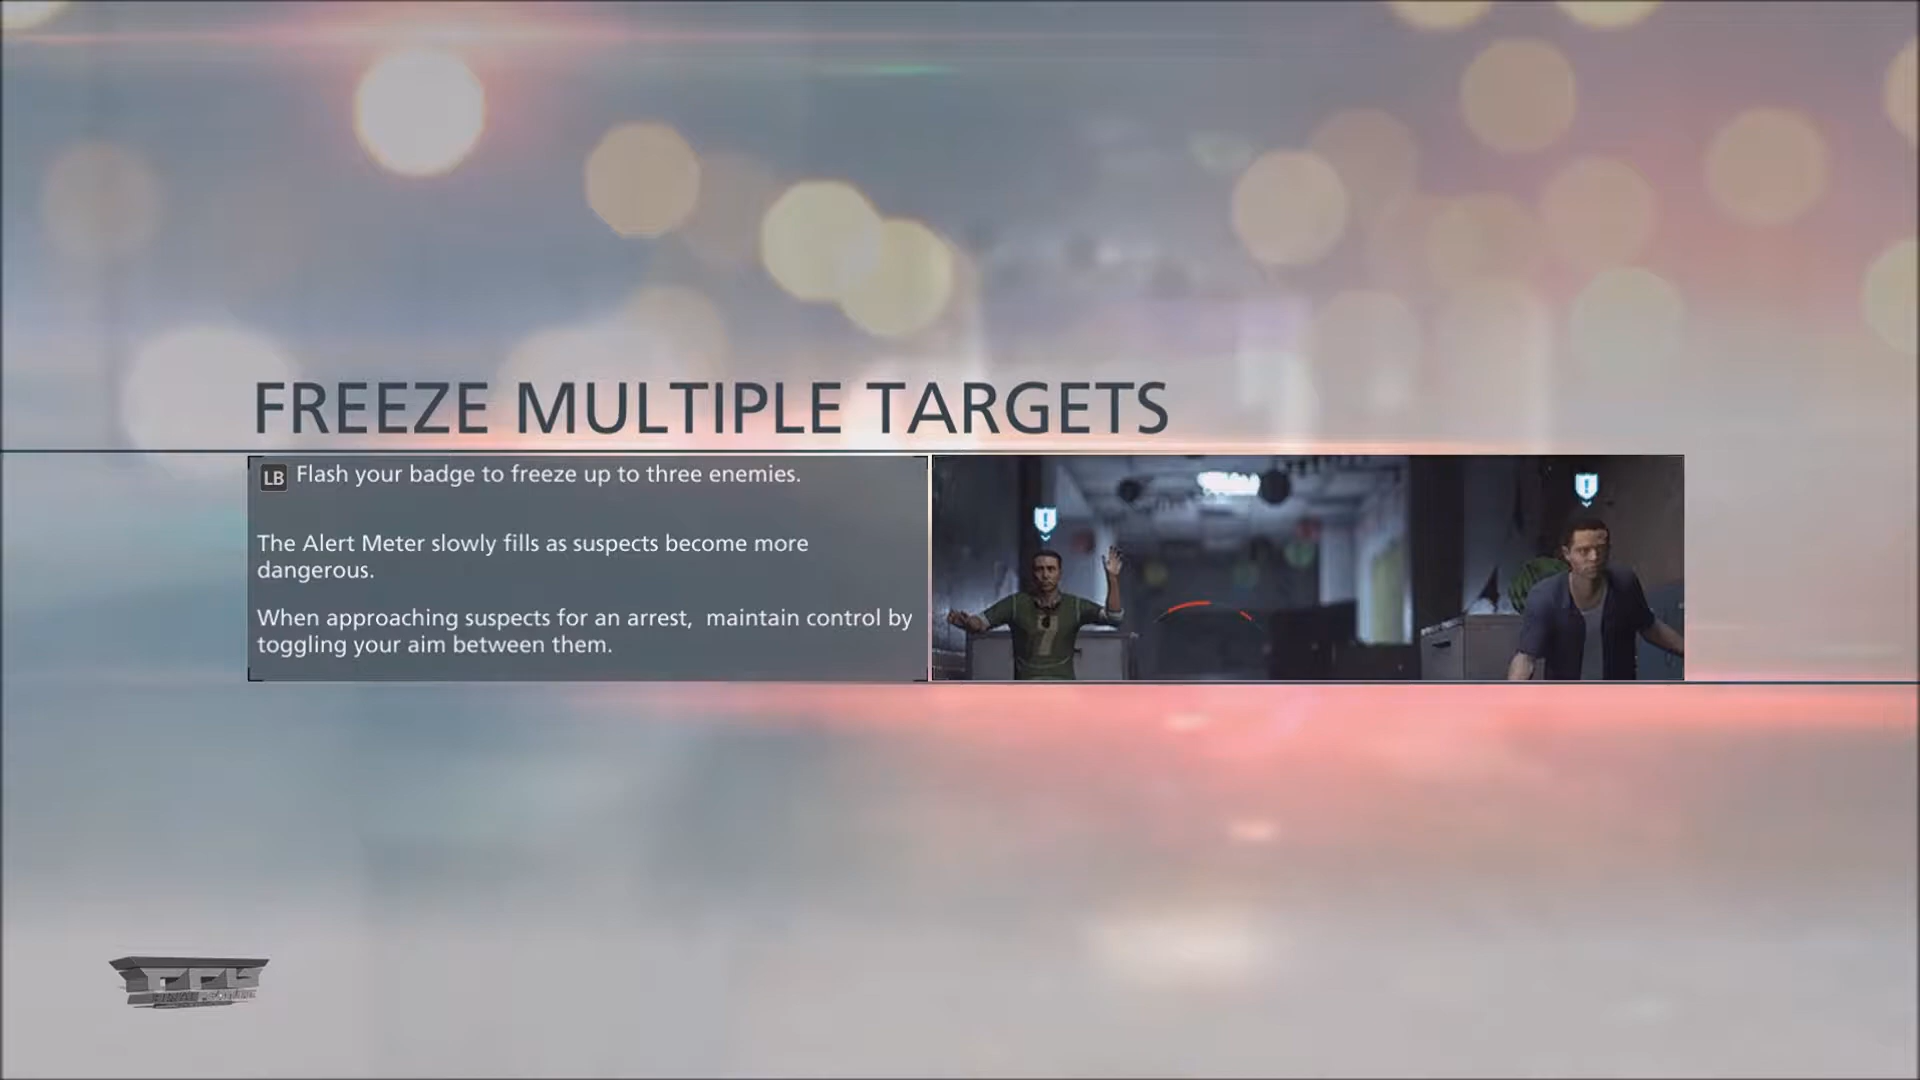 FREEZE MULTIPLE TARGETS
LB Flash your badge to freeze up to three enemies.
The Alert Meter slowly fills as suspects become more
dangerous.
When approaching suspects for an arrest,  maintain control by
toggling your aim between them.